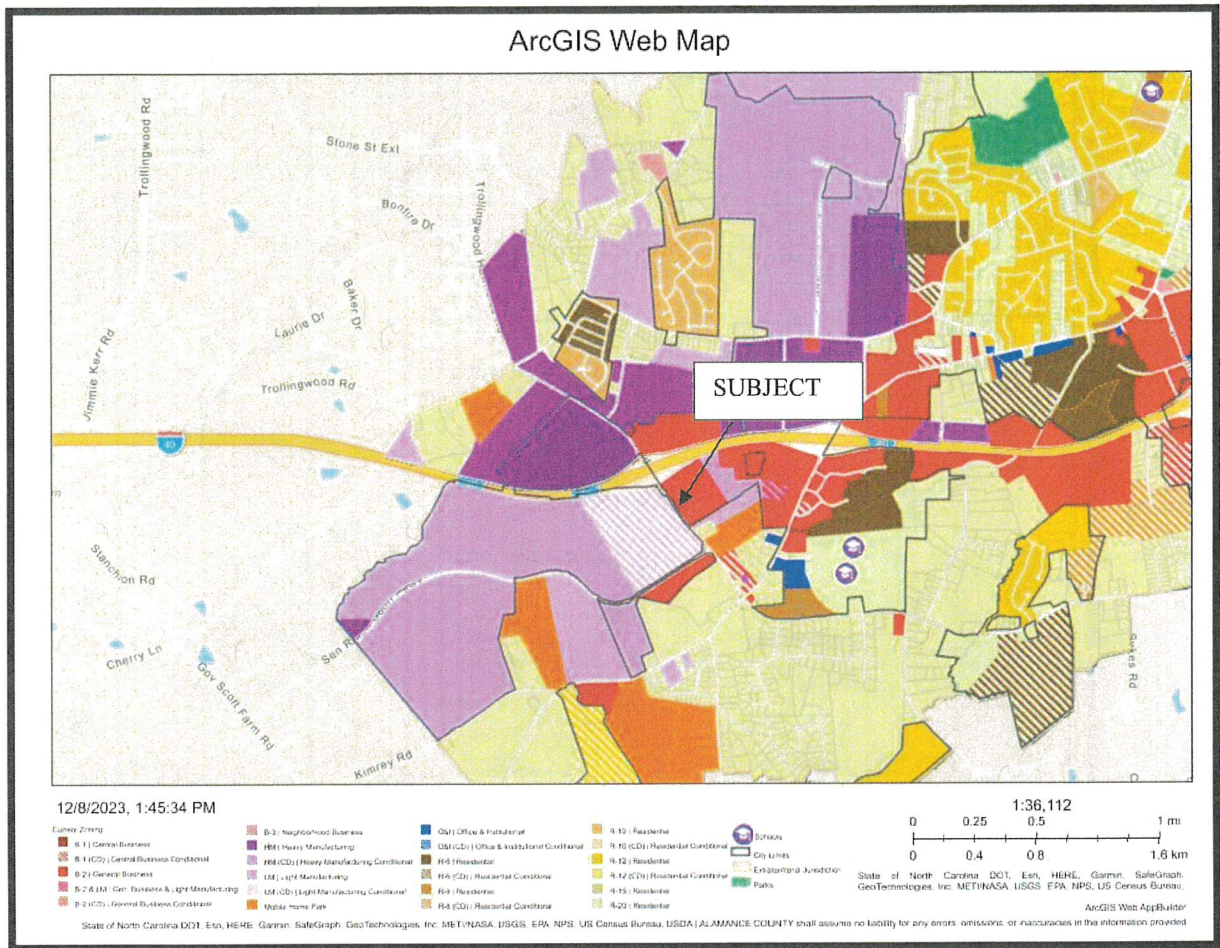 ArcGIS Web Map
Trollingwood Rd
Stone St Ext
Bonfire Dr
Trollingwood
Baker Dr
Laurie Dr
Jimmie Kerr Rd
Trollingwood Rd
SUBJECT
40
40
Stanchion Rd
Cherry Ln
Gov Scott Farm Rd
Kimrey Rd
Sykes Rd
12/8/2023, 1:45:34 PM
1:36,112
Current Zoning
B-1 | Central Business
B-1 (CD) | Central Business Conditional
B-2 | General Business
B-2 & LM: Gen. Business & Light Manufacturing
B-2 (CD) | General Business Conditional
B-3 | Neighborhood Business
HM | Heavy Manufacturing
HM (CD) | Heavy Manufacturing Conditional
LM | Light Manufacturing
LM (CD) | Light Manufacturing Conditional
Mobile Home Park
O&I | Office & Institutional
O&I (CD) | Office & Institutional Conditional
| Residential
| Residential Conditional
| Residential
| Residential Conditional
R-10 | Residential
R-10 (CD) | Residential Conditional
R-12 | Residential
R-12 (CD) | Residential Conditional
R-15 | Residential
R-20 | Residential
Schools
City Limits
Extraterritorial Jurisdiction
Parks
0 0.25 0.5 1 mi
0 0.4 0.8 1.6 km
State of North Carolina DOT, Esri, HERE, Garmin, SafeGraph,
GeoTechnologies, Inc, METI/NASA, USGS, EPA, NPS, US Census Bureau,
ArcGIS Web AppBuilder
State of North Carolina DOT, Esri, HERE, Garmin, SafeGraph, GeoTechnologies, Inc, METI/NASA, USGS, EPA, NPS, US Census Bureau, USDA | ALAMANCE COUNTY shall assume no liability for any errors, omissions, or inaccuracies in the information provided